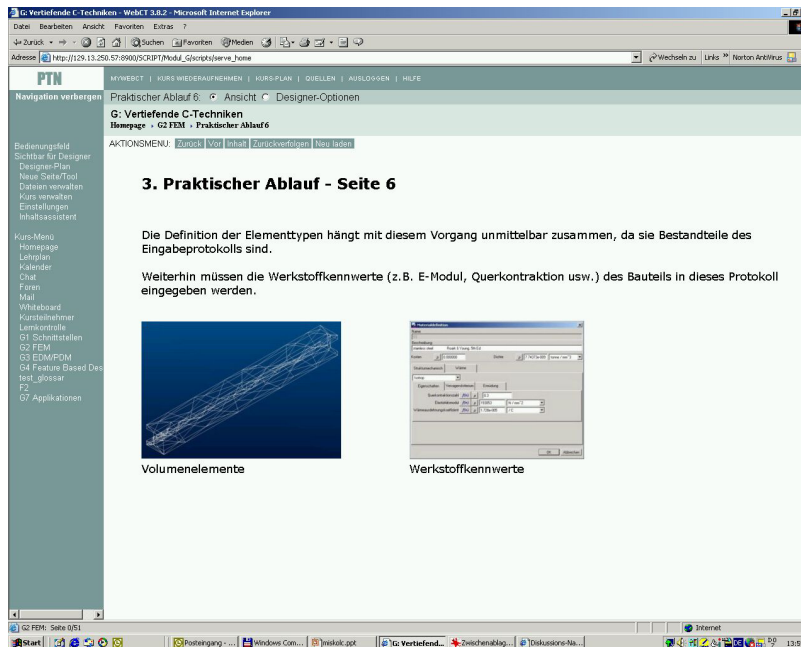 G: Vertiefende C-Techniken - WebCT 3.8.2 - Microsoft Internet Explorer
Datei Bearbeiten Ansicht Favoriten Extras ?
Zurück Suchen Favoriten Medien
Adresse http://129.13.250.57:8900/SCRIPT/Modul_G/scripts/serve_home Wechseln zu Links » Norton AntiVirus
PTN
MYWEBCT | KURS WIEDERAUFNEHMEN | KURS-PLAN | QUELLEN | AUSLOGGEN | HILFE
Navigation verbergen
Praktischer Ablauf 6: Ansicht Designer-Optionen
G: Vertiefende C-Techniken
Homepage › G2 FEM › Praktischer Ablauf 6
AKTIONSMENU: Zurück Vor Inhalt Zurückverfolgen Neu laden
Bedienungsfeld
Sichtbar für Designer
Designer-Plan
Neue Seite/Tool
Dateien verwalten
Kurs verwalten
Einstellungen
Inhaltsassistent
Kurs-Menü
Homepage
Lehrplan
Kalender
Chat
Foren
Mail
Whiteboard
Kursteilnehmer
Lernkontrolle
G1 Schnittstellen
G2 FEM
G3 EDM/PDM
G4 Feature Based Des
test_glossar
F2
G7 Applikationen
3. Praktischer Ablauf - Seite 6
Die Definition der Elementtypen hängt mit diesem Vorgang unmittelbar zusammen, da sie Bestandteile des
Eingabeprotokolls sind.
Weiterhin müssen die Werkstoffkennwerte (z.B. E-Modul, Querkontraktion usw.) des Bauteils in dieses Protokoll
eingegeben werden.
Volumenelemente
Werkstoffkennwerte
G2 FEM: Seite 0/51
Internet
Start Posteingang - ... Windows Com... miskolc.ppt G: Vertiefend... Zwischenablag... Diskussions-Na...